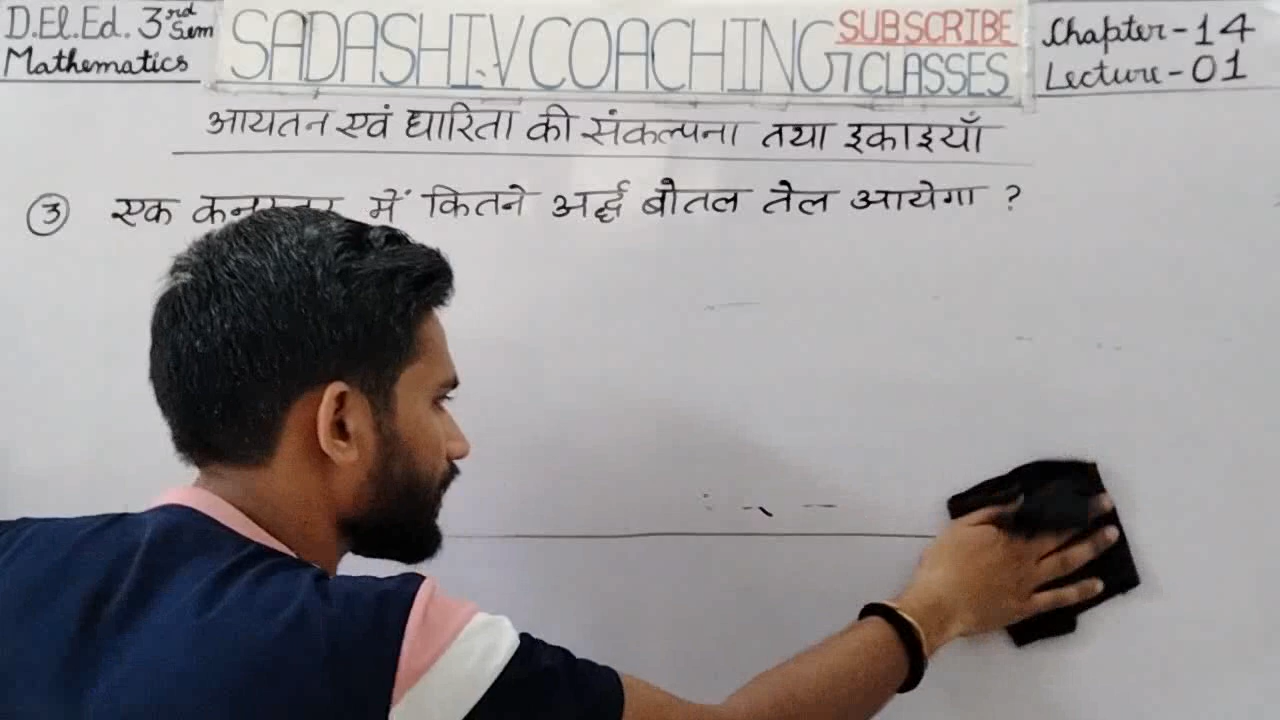 D.El.Ed. 3rd Sem
Mathematics
SADASHIV COACHING CLASSES
SUBSCRIBE
Chapter-14
Lecture-01
आयतन एवं धारिता की संकल्पना तथा इकाइयाँ
③ एक में कितने अर्द्ध बोतल तेल आयेगा ?